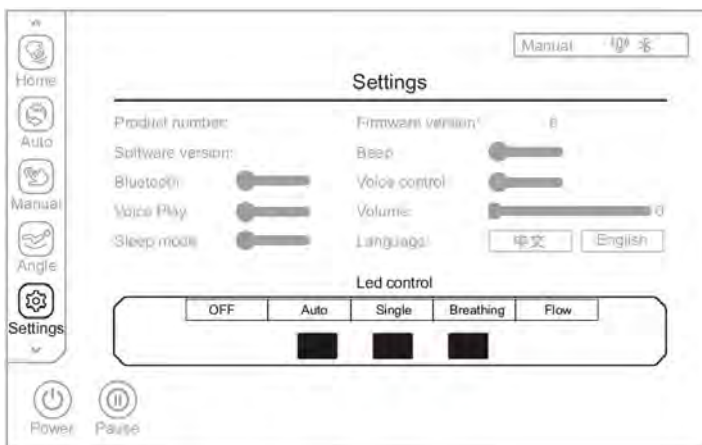 Manual
Settings
Home
Auto
Manual
Angle
Settings
Product number:
Firmware version: 0
Software version:
Beep
Bluetooth
Voice control
Voice Play
Volume: 0
Sleep mode
Language: 中文 English
Led control
OFF Auto Single Breathing Flow
Power Pause